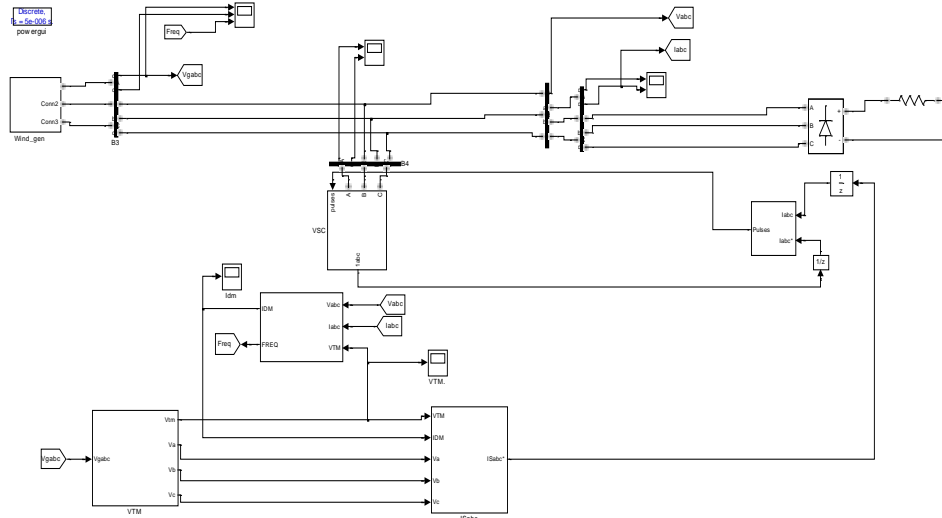 Discrete,
Ts = 5e-006 s.
powergui
Freq
Vabc
Iabc
Vgabc
Conn2
Conn3
Wind_gen
B3
B4
A
B
C
+
-
pulses
A
B
C
VSC
1abc
Iabc
Pulses
Iabc*
1
z
1/z
Idm
IDM
FREQ
Vabc
Iabc
VTM
Vabc
Iabc
Freq
VTM.
Vgabc
Vgabc
Vtm
Va
Vb
Vc
VTM
VTM
IDM
Va
Vb
Vc
ISabc*